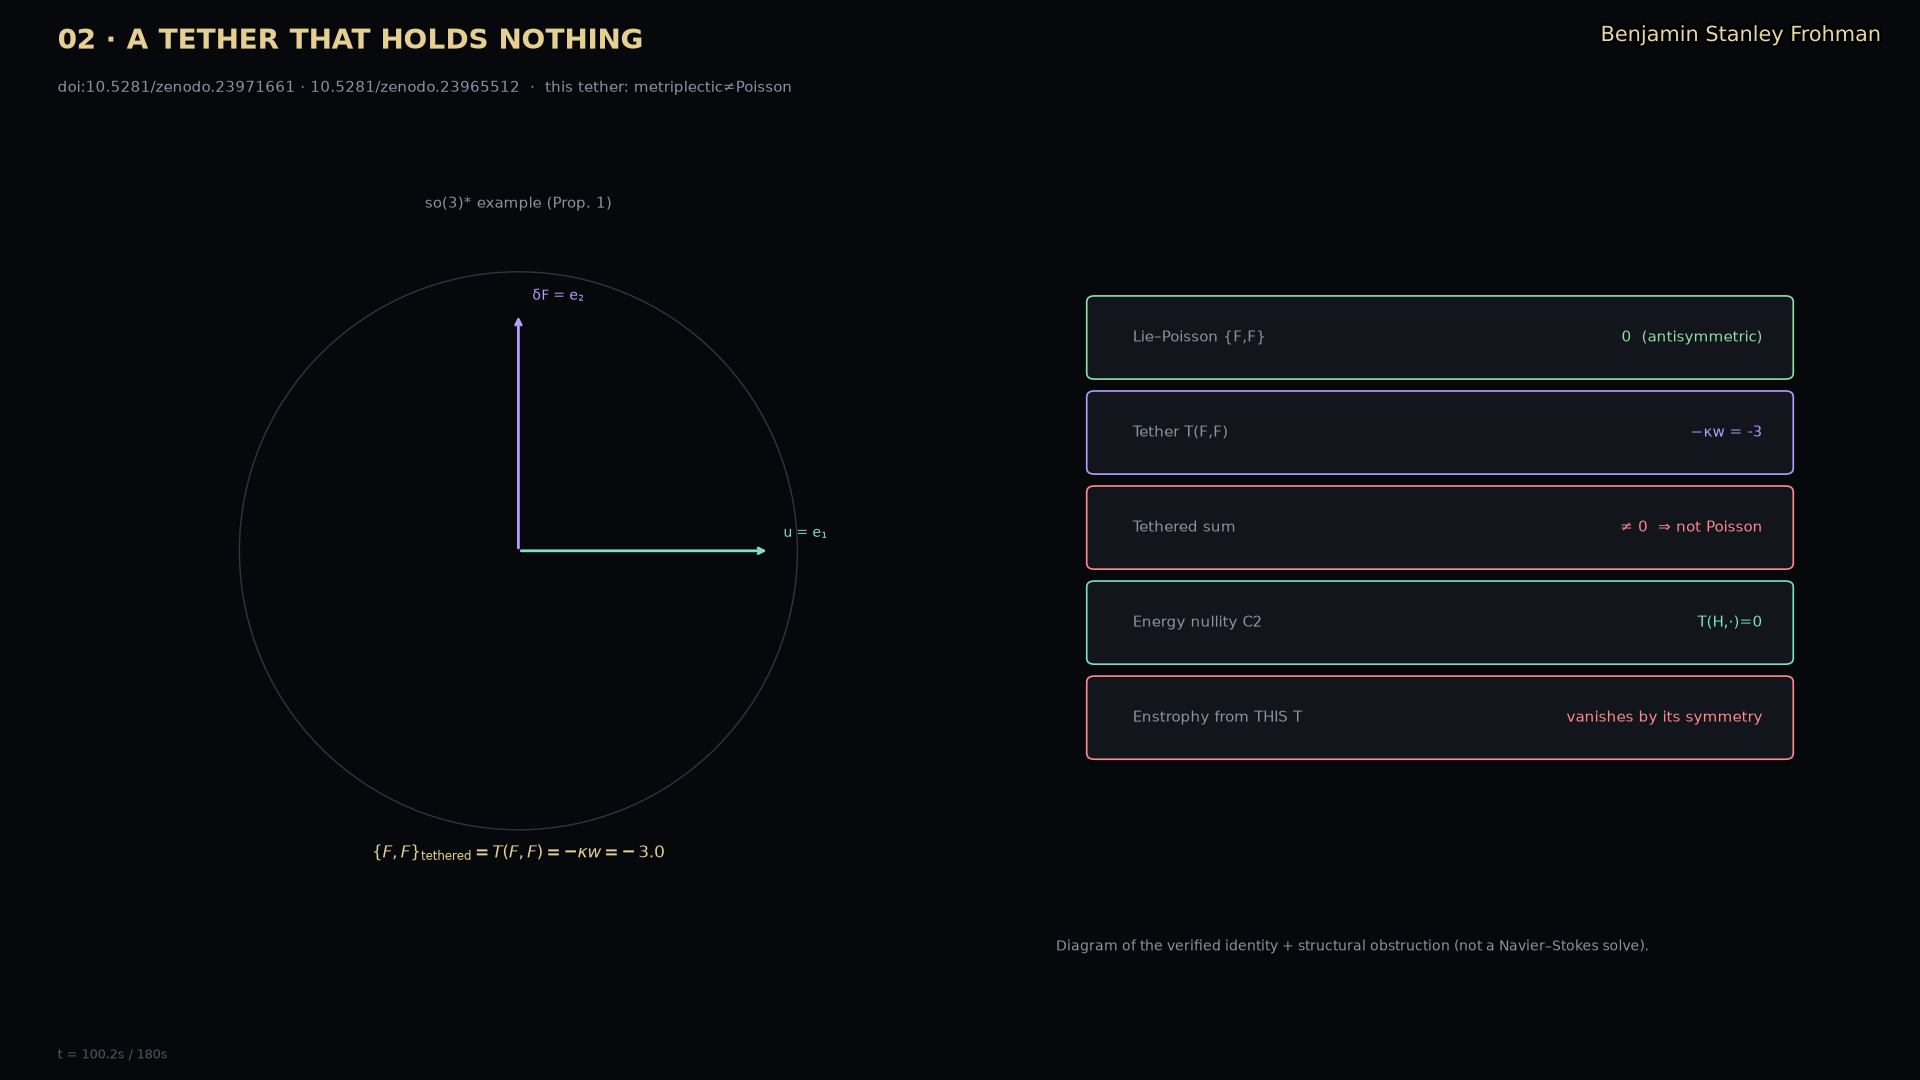 02 · A TETHER THAT HOLDS NOTHING
Benjamin Stanley Frohman
doi:10.5281/zenodo.23971661 · 10.5281/zenodo.23965512 · this tether: metriplectic≠Poisson
so(3)* example (Prop. 1)
δF = e₂
u = e₁
{F, F}tethered = T(F, F) = −κw = − 3.0
Lie–Poisson {F,F} 0 (antisymmetric)
Tether T(F,F) −κw = -3
Tethered sum ≠ 0 ⇒ not Poisson
Energy nullity C2 T(H,·)=0
Enstrophy from THIS T vanishes by its symmetry
Diagram of the verified identity + structural obstruction (not a Navier–Stokes solve).
t = 100.2s / 180s